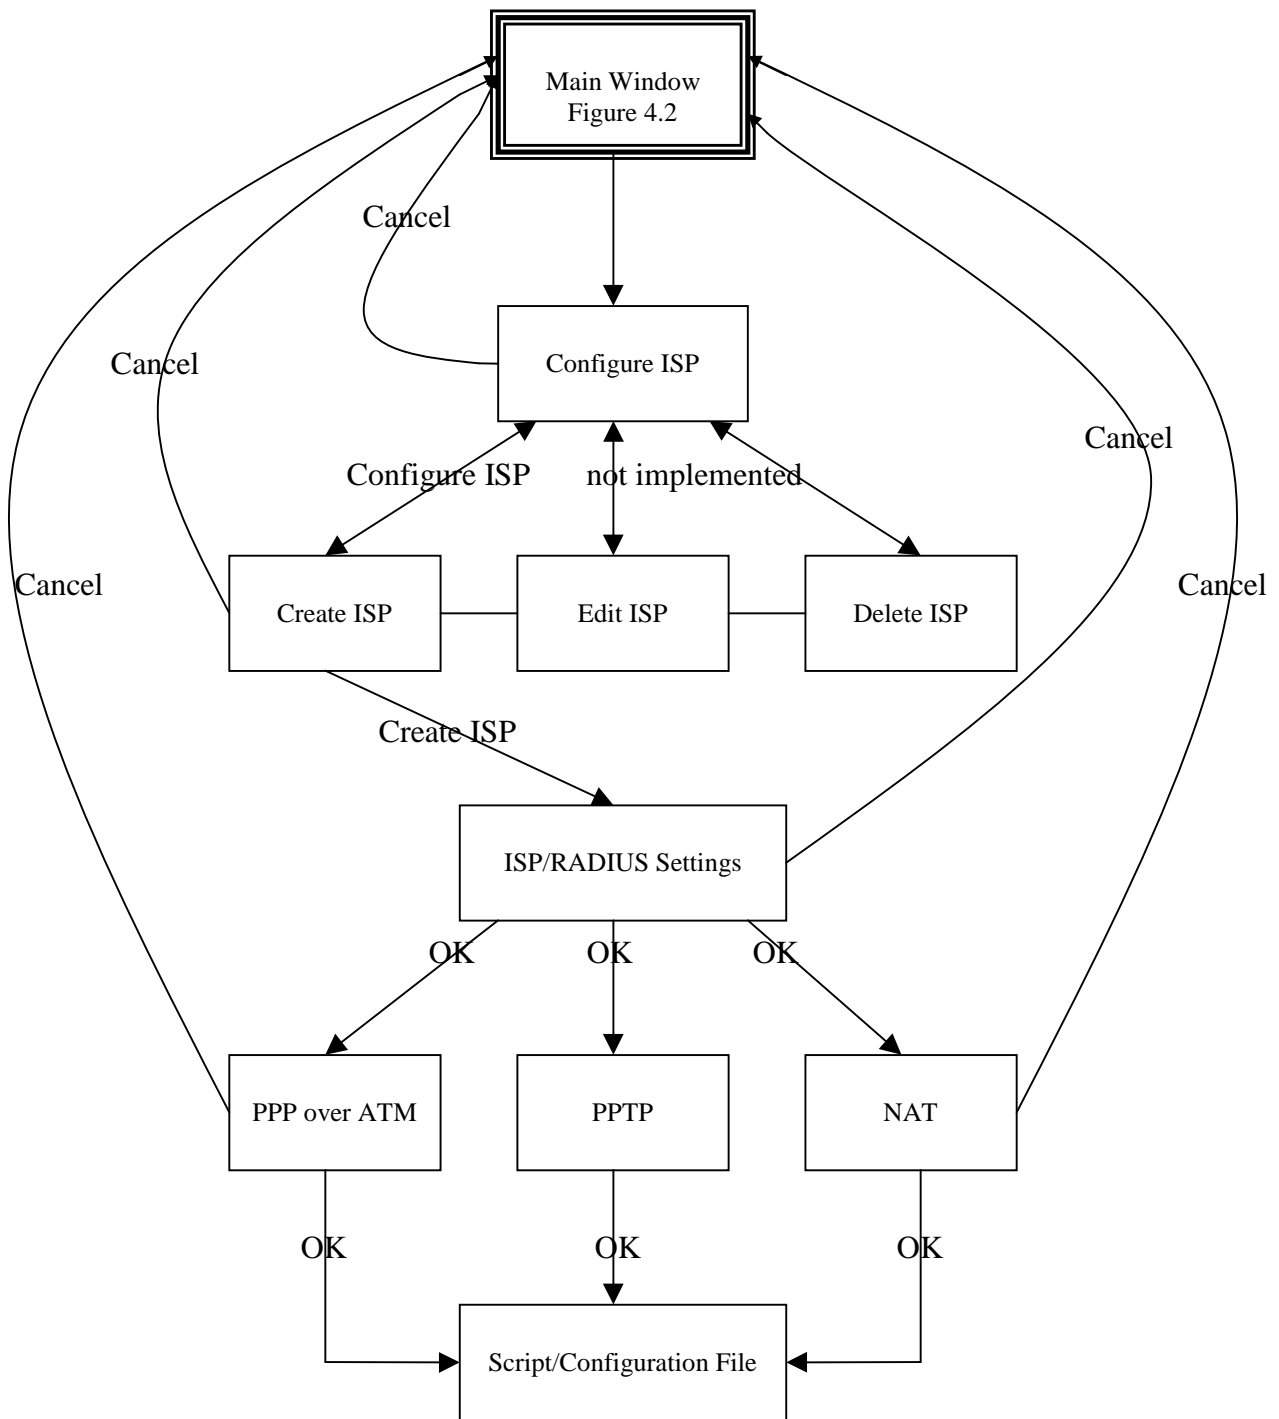 Main Window
Figure 4.2
Cancel
Cancel
Configure ISP
Cancel
Configure ISP
not implemented
Cancel
Cancel
Create ISP
Edit ISP
Delete ISP
Create ISP
ISP/RADIUS Settings
OK
OK
OK
PPP over ATM
PPTP
NAT
OK
OK
OK
Script/Configuration File